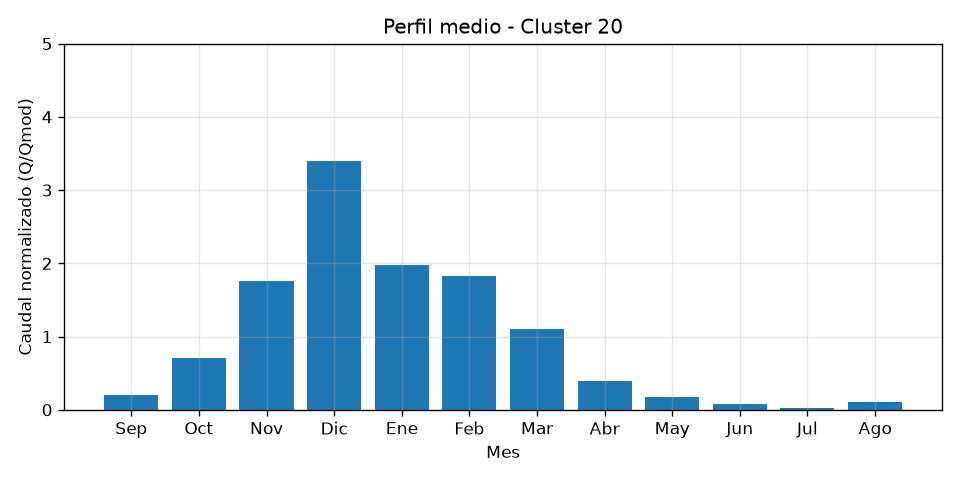 Perfil medio - Cluster 20
Caudal normalizado (Q/Qmod)
5
4
3
2
1
0
Sep Oct Nov Dic Ene Feb Mar Abr May Jun Jul Ago
Mes